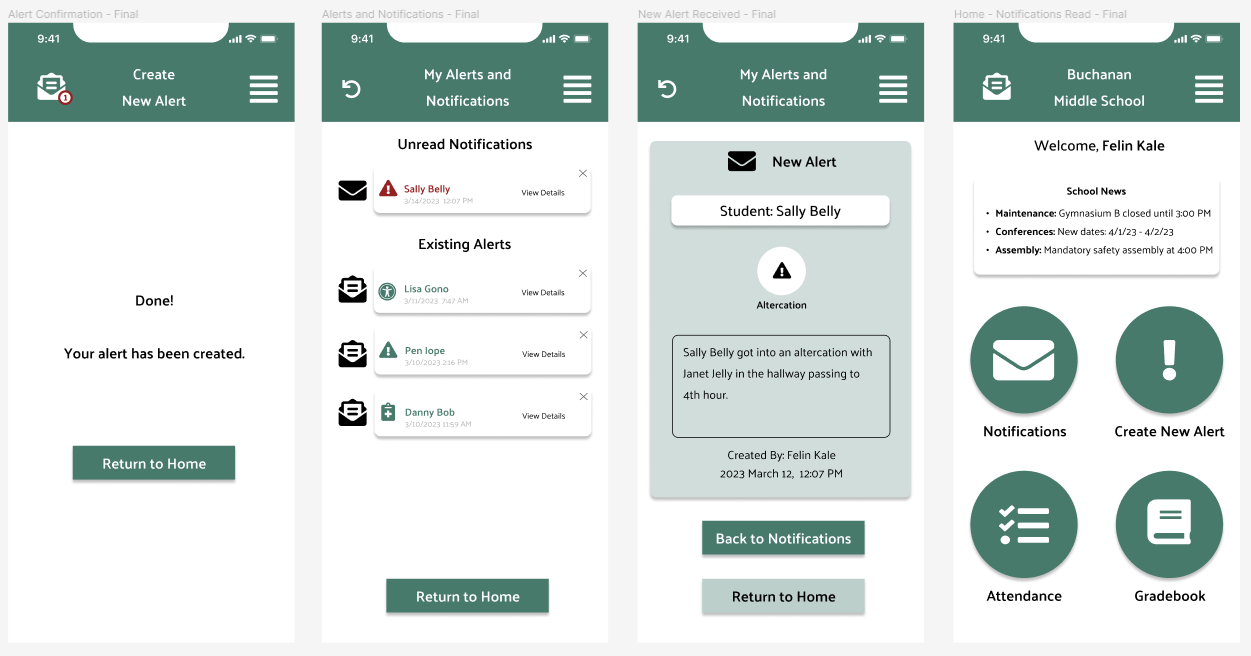 Alert Confirmation - Final
9:41
1
Create
New Alert
Done!
Your alert has been created.
Return to Home
Alerts and Notifications - Final
9:41
My Alerts and
Notifications
Unread Notifications
Sally Belly
3/14/2023 12:07 PM
View Details
Existing Alerts
Lisa Gono
3/11/2023 7:47 AM
View Details
Pen lope
3/10/2023 2:16 PM
View Details
Danny Bob
3/10/2023 11:59 AM
View Details
Return to Home
New Alert Received - Final
9:41
My Alerts and
Notifications
New Alert
Student: Sally Belly
Altercation
Sally Belly got into an altercation with
Janet Jelly in the hallway passing to
4th hour.
Created By: Felin Kale
2023 March 12, 12:07 PM
Back to Notifications
Return to Home
Home - Notifications Read - Final
9:41
Buchanan
Middle School
Welcome, Felin Kale
School News
• Maintenance: Gymnasium B closed until 3:00 PM
• Conferences: New dates: 4/1/23 - 4/2/23
• Assembly: Mandatory safety assembly at 4:00 PM
Notifications
Create New Alert
Attendance
Gradebook